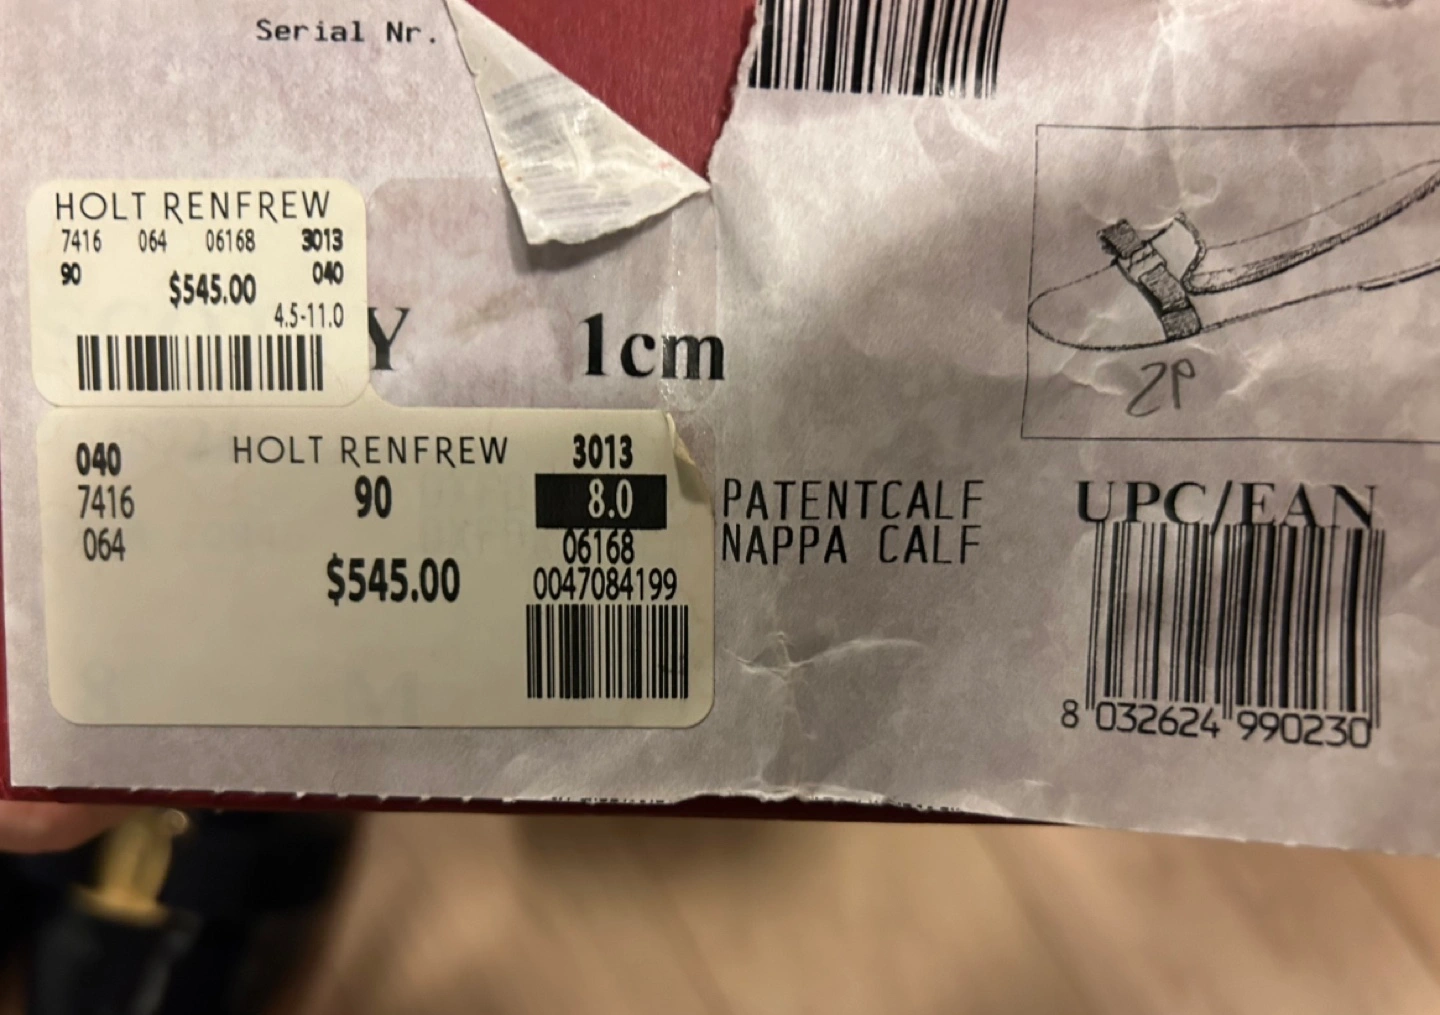 Serial Nr.
HOLT RENFREW
7416 064 06168 3013
90 $545.00 040
4.5-11.0
Y 1cm
2P
040 HOLT RENFREW 3013
7416 90 8.0
064 06168
$545.00 0047084199
PATENTCALF
NAPPA CALF
UPC/EAN
8 032624 990230